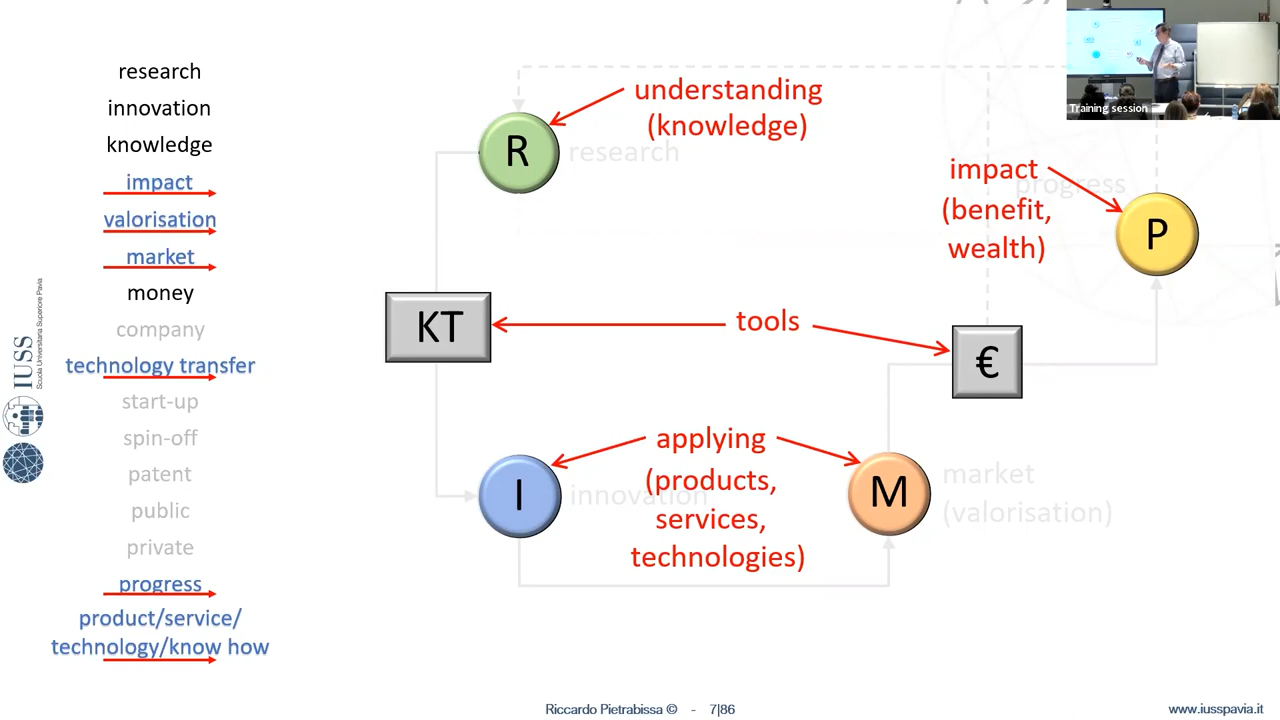 research
innovation
knowledge
impact
valorisation
market
money
company
technology transfer
start-up
spin-off
patent
public
private
progress
product/service/
technology/know how
IUSS
Scuola Universitaria Superiore Pavia
R
research
understanding
(knowledge)
KT
tools
€
I
innovation
applying
(products,
services,
technologies)
M
market
(valorisation)
impact
(benefit,
wealth)
progress
P
Training session
Riccardo Pietrabissa © - 7|86
www.iusspavia.it